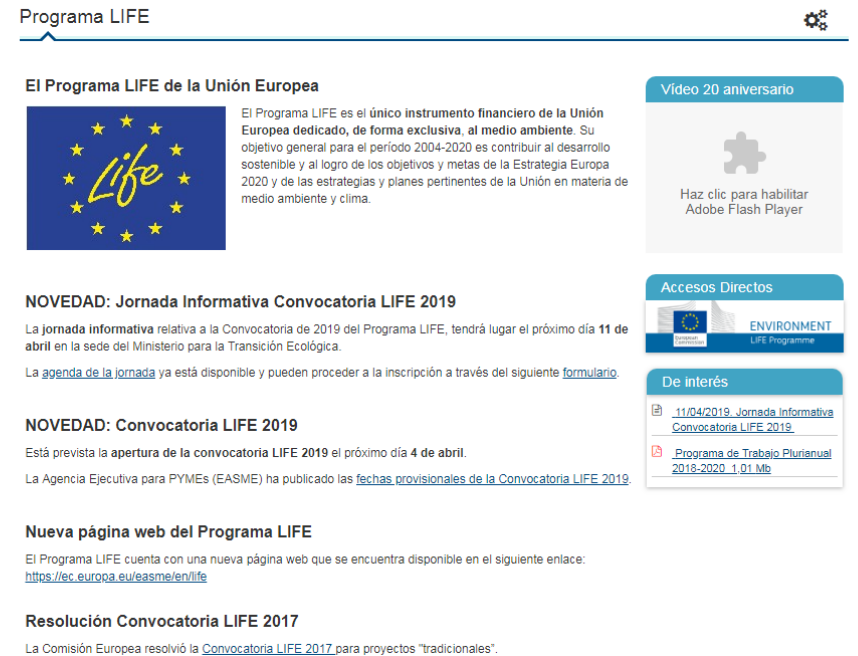 Programa LIFE
El Programa LIFE de la Unión Europea
Life
El Programa LIFE es el único instrumento financiero de la Unión
Europea dedicado, de forma exclusiva, al medio ambiente. Su
objetivo general para el período 2004-2020 es contribuir al desarrollo
sostenible y al logro de los objetivos y metas de la Estrategia Europa
2020 y de las estrategias y planes pertinentes de la Unión en materia de
medio ambiente y clima.
NOVEDAD: Jornada Informativa Convocatoria LIFE 2019
La jornada informativa relativa a la Convocatoria de 2019 del Programa LIFE, tendrá lugar el próximo día 11 de
abril en la sede del Ministerio para la Transición Ecológica.
La agenda de la jornada ya está disponible y pueden proceder a la inscripción a través del siguiente formulario.
NOVEDAD: Convocatoria LIFE 2019
Está prevista la apertura de la convocatoria LIFE 2019 el próximo día 4 de abril.
La Agencia Ejecutiva para PYMEs (EASME) ha publicado las fechas provisionales de la Convocatoria LIFE 2019.
Nueva página web del Programa LIFE
El Programa LIFE cuenta con una nueva página web que se encuentra disponible en el siguiente enlace:
https://ec.europa.eu/easme/en/life
Resolución Convocatoria LIFE 2017
La Comisión Europea resolvió la Convocatoria LIFE 2017 para proyectos "tradicionales".
Vídeo 20 aniversario
Haz clic para habilitar
Adobe Flash Player
Accesos Directos
European
Commission
ENVIRONMENT
LIFE Programme
De interés
11/04/2019. Jornada Informativa
Convocatoria LIFE 2019
Programa de Trabajo Plurianual
2018-2020 1,01 Mb